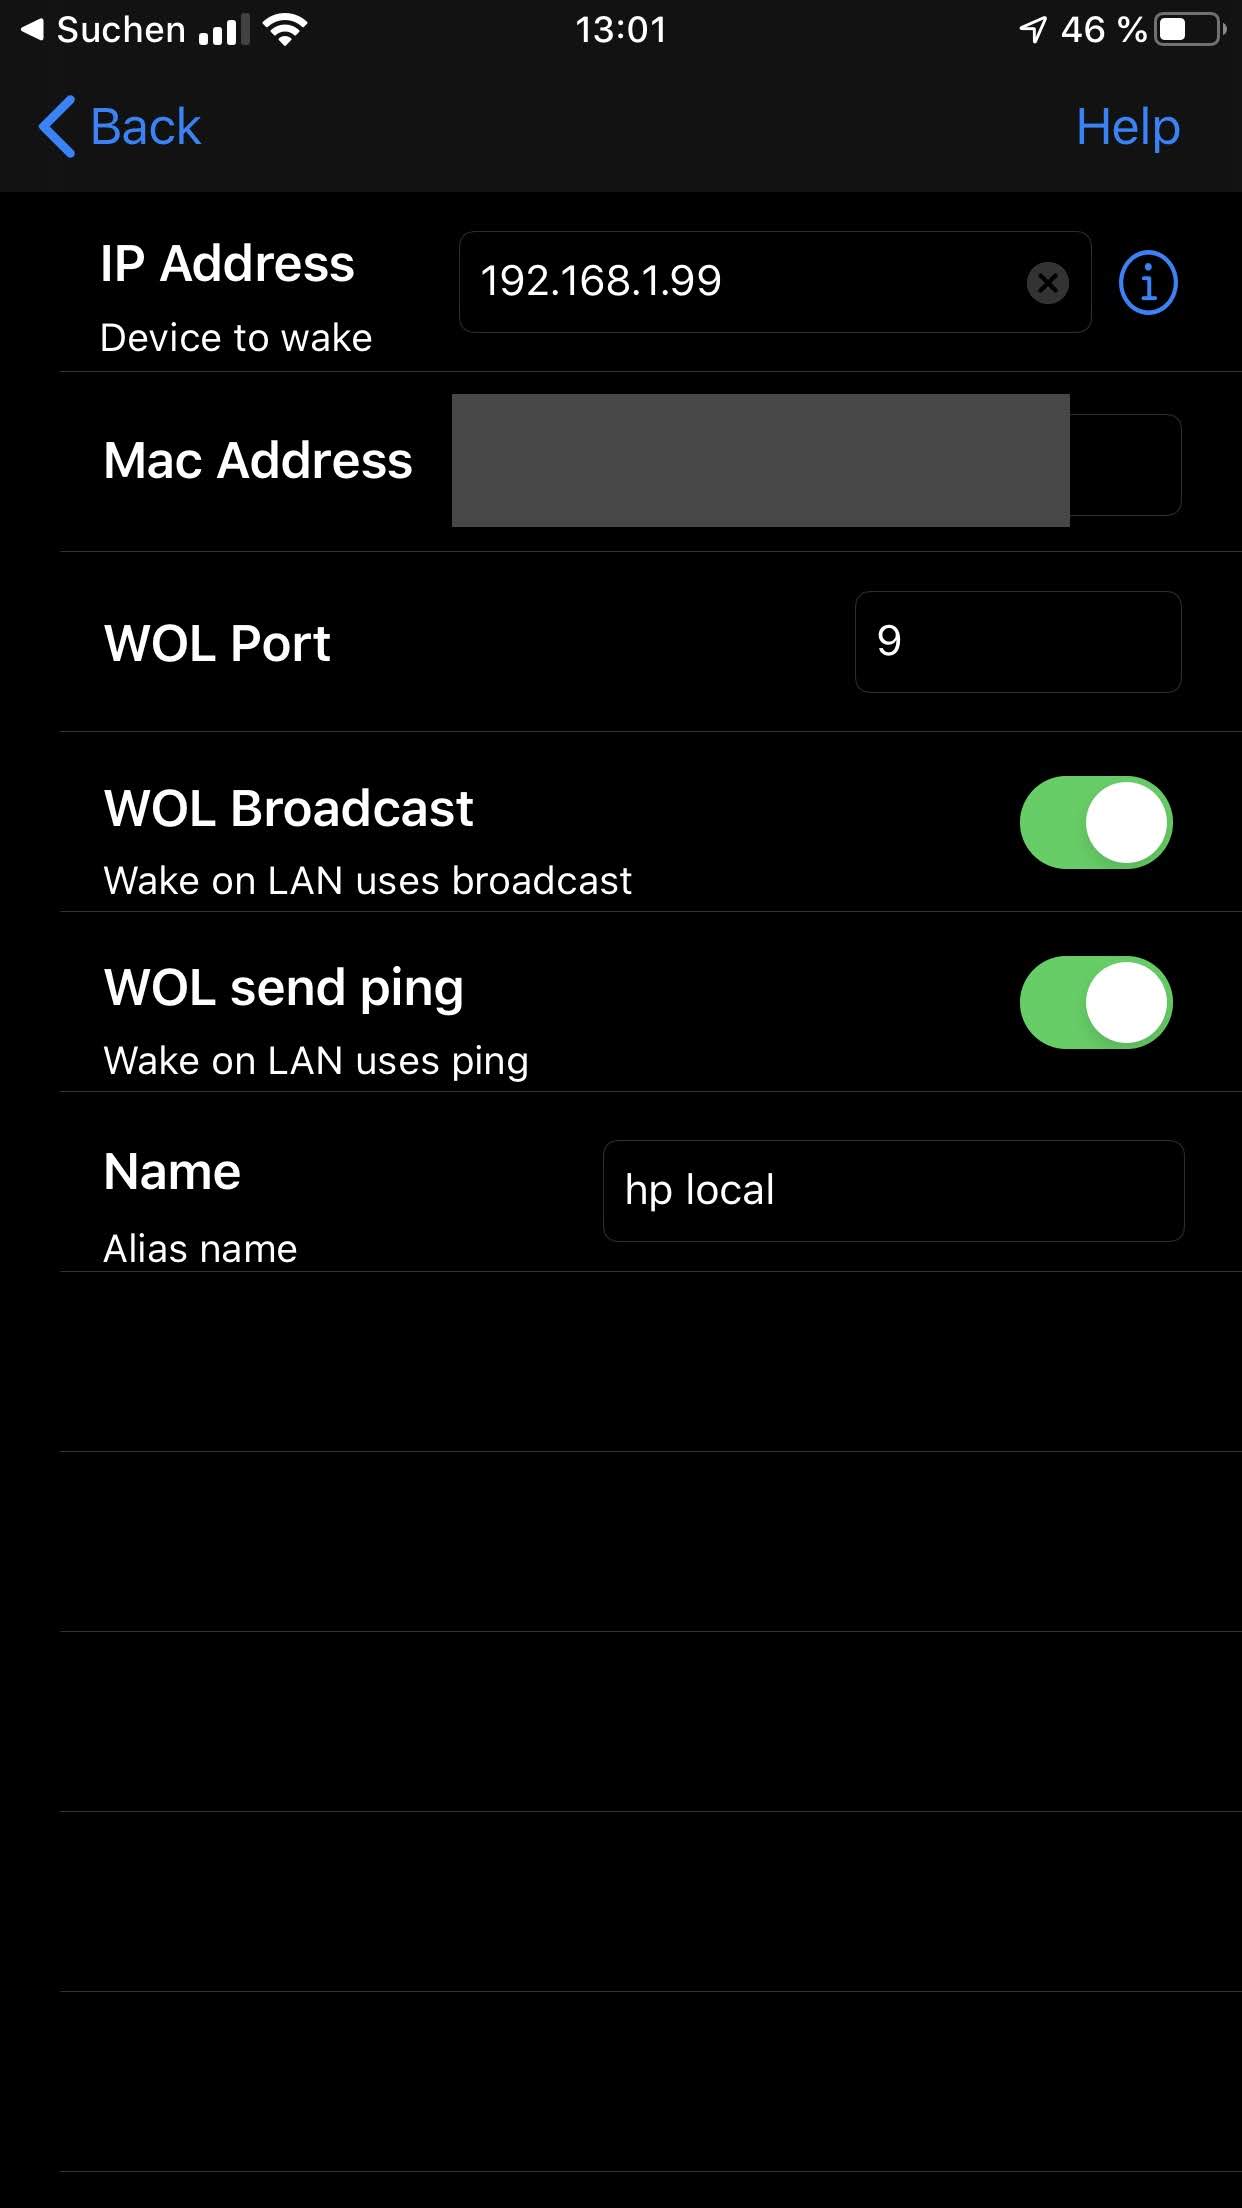 Suchen 13:01 46 %
Back Help
IP Address 192.168.1.99
Device to wake
Mac Address
WOL Port 9
WOL Broadcast
Wake on LAN uses broadcast
WOL send ping
Wake on LAN uses ping
Name hp local
Alias name